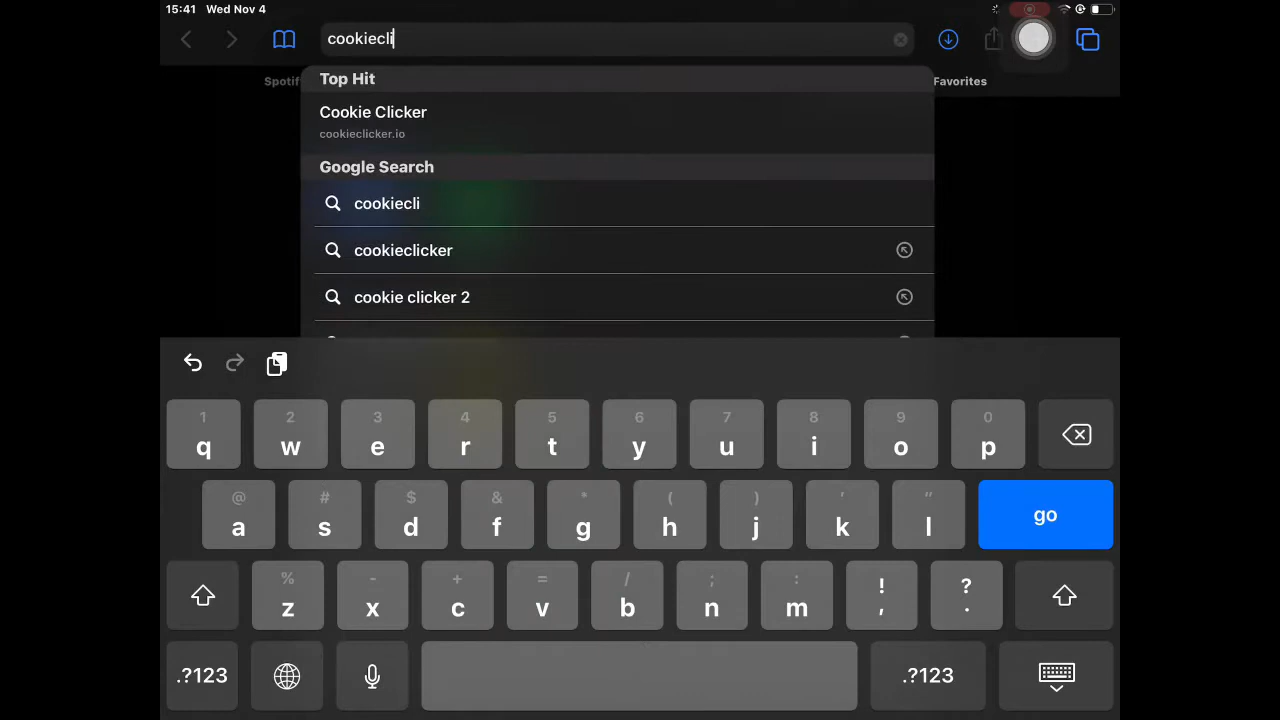 15:41 Wed Nov 4
cookiecli
Spotif
Favorites
Top Hit
Cookie Clicker
cookieclicker.io
Google Search
cookiecli
cookieclicker
cookie clicker 2
1 2 3 4 5 6 7 8 9 0
q w e r t y u i o p
@ # $ & * ( ) ' "
a s d f g h j k l go
% - + = / ; : ! ?
z x c v b n m , .
.?123 .?123